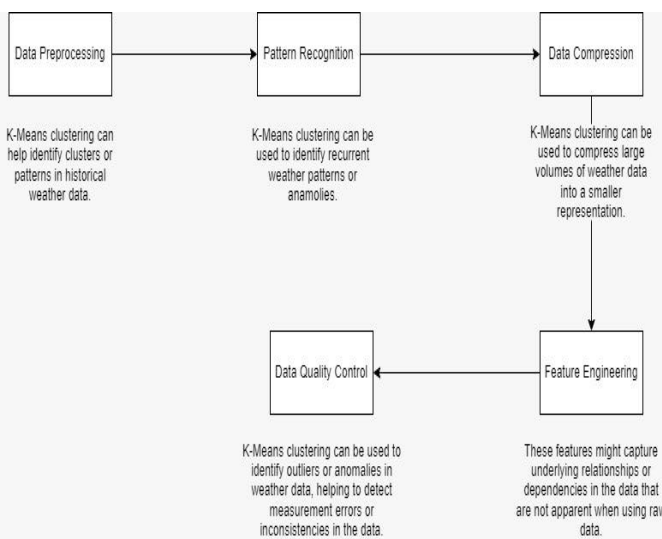 Data Preprocessing
Pattern Recognition
Data Compression
K-Means clustering can
help identify clusters or
patterns in historical
weather data.
K-Means clustering can be
used to identify recurrent
weather patterns or
anamolies.
K-Means clustering can be
used to compress large
volumes of weather data
into a smaller
representation.
Data Quality Control
Feature Engineering
K-Means clustering can be used to
identify outliers or anomalies in
weather data, helping to detect
measurement errors or
inconsistencies in the data.
These features might capture
underlying relationships or
dependencies in the data that
are not apparent when using raw
data.